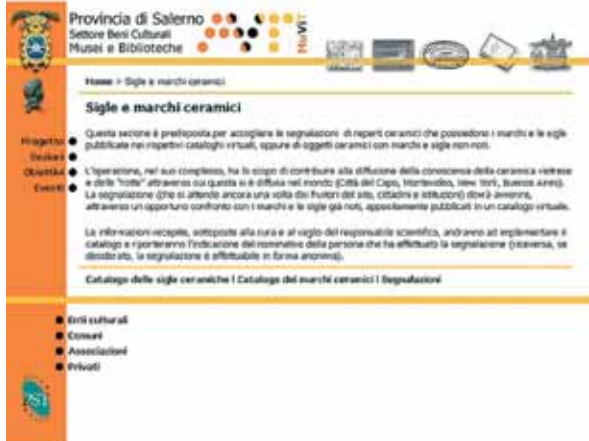 Provincia di Salerno
Settore Beni Culturali
Musei e Biblioteche
MuViT
Home > Sigle e marchi ceramici
Sigle e marchi ceramici
Questa sezione è predisposta per accogliere le segnalazioni di reperti ceramici che possiedono i marchi e le sigle
pubblicate nei rispettivi cataloghi virtuali, oppure di oggetti ceramici con marchi e sigle non noti.
L'operazione, nel suo complesso, ha lo scopo di contribuire alla diffusione della conoscenza della ceramica vietrese
e delle "rotte" attraverso cui questa si è diffusa nel mondo (Città del Capo, Montevideo, New York, Buenos Aires).
La segnalazione (che si attende ancora una volta dai fruitori del sito, cittadini e istituzioni) dovrà avvenire,
attraverso un opportuno confronto con i marchi e le sigle già noti, appositamente pubblicati in un catalogo virtuale.
Le informazioni recepite, sottoposte alla cura e al vaglio del responsabile scientifico, andranno ad implementare il
catalogo e riporteranno l'indicazione del nominativo della persona che ha effettuato la segnalazione (viceversa, se
desiderato, la segnalazione è effettuabile in forma anonima).
Catalogo delle sigle ceramiche | Catalogo dei marchi ceramici | Segnalazioni
Progetto
Sezioni
Obiettivi
Eventi
Enti culturali
Comuni
Associazioni
Privati